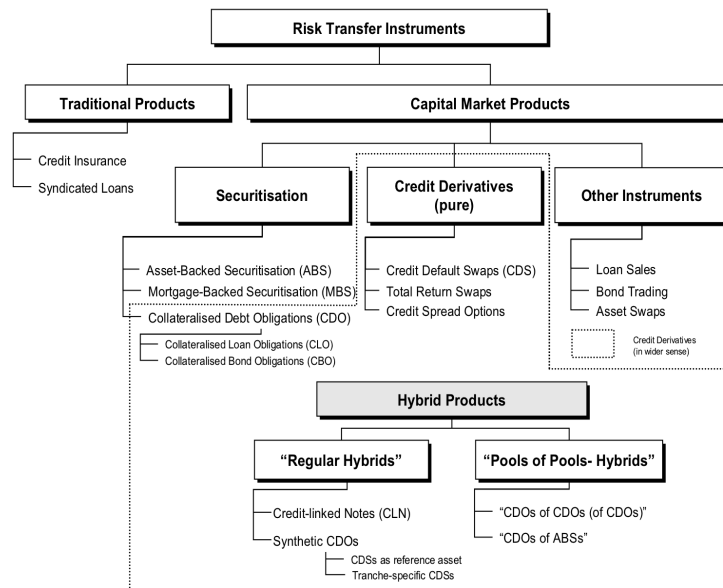 Risk Transfer Instruments
Traditional Products
Capital Market Products
Credit Insurance
Syndicated Loans
Securitisation
Credit Derivatives
(pure)
Other Instruments
Asset-Backed Securitisation (ABS)
Mortgage-Backed Securitisation (MBS)
Collateralised Debt Obligations (CDO)
Collateralised Loan Obligations (CLO)
Collateralised Bond Obligations (CBO)
Credit Default Swaps (CDS)
Total Return Swaps
Credit Spread Options
Loan Sales
Bond Trading
Asset Swaps
Credit Derivatives
(in wider sense)
Hybrid Products
“Regular Hybrids”
“Pools of Pools- Hybrids”
Credit-linked Notes (CLN)
Synthetic CDOs
CDSs as reference asset
Tranche-specific CDSs
“CDOs of CDOs (of CDOs)”
“CDOs of ABSs”